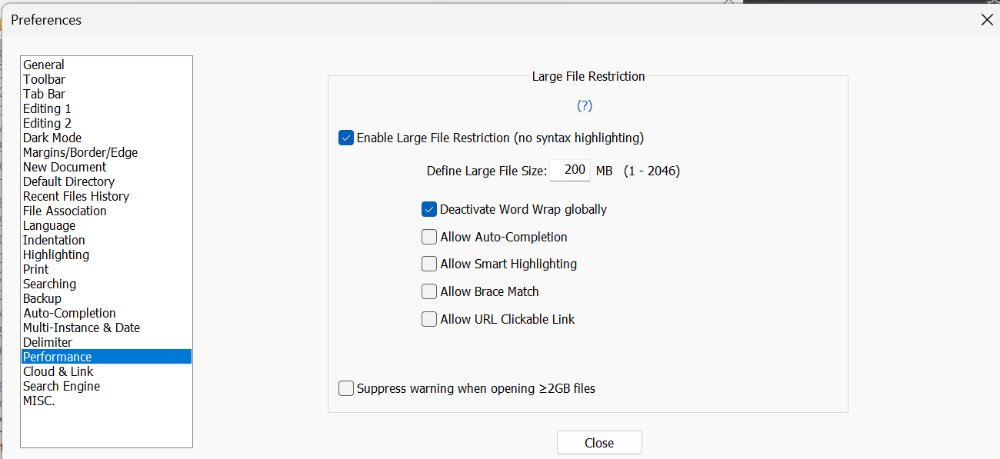 Preferences
General
Toolbar
Tab Bar
Editing 1
Editing 2
Dark Mode
Margins/Border/Edge
New Document
Default Directory
Recent Files History
File Association
Language
Indentation
Highlighting
Print
Searching
Backup
Auto-Completion
Multi-Instance & Date
Delimiter
Performance
Cloud & Link
Search Engine
MISC.
Large File Restriction
(?)
Enable Large File Restriction (no syntax highlighting)
Define Large File Size: 200 MB (1 - 2046)
Deactivate Word Wrap globally
Allow Auto-Completion
Allow Smart Highlighting
Allow Brace Match
Allow URL Clickable Link
Suppress warning when opening ≥2GB files
Close